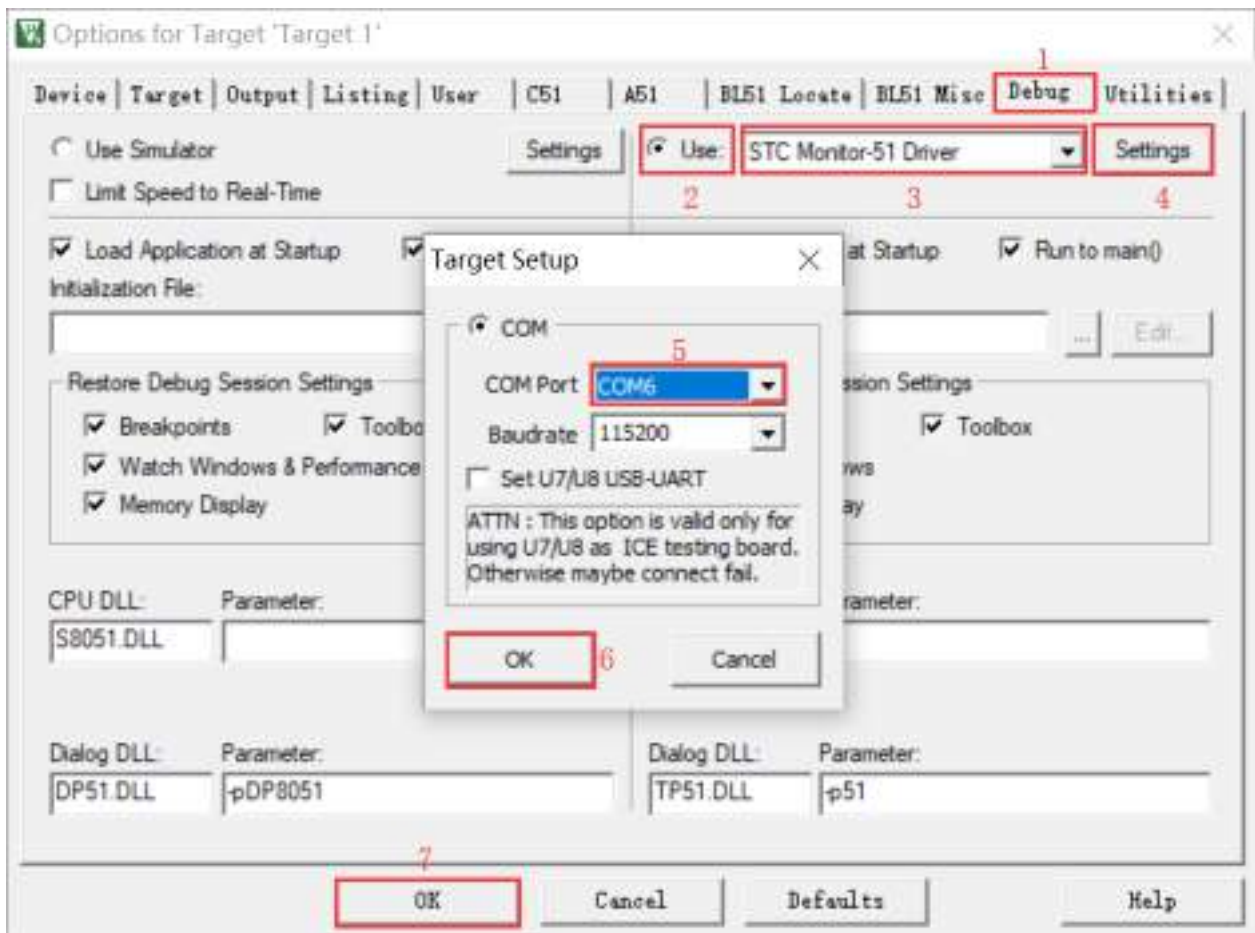 Options for Target 'Target 1'
1
Device Target Output Listing User C51 A51 BL51 Locate BL51 Misc Debug Utilities
Use Simulator Settings Use: STC Monitor-51 Driver Settings
Limit Speed to Real-Time
2 3 4
Load Application at Startup at Startup Run to main()
Initialization File:
... Edit...
Target Setup
COM
5
COM Port COM6
Baudrate 115200
Set U7/U8 USB-UART
ATTN : This option is valid only for
using U7/U8 as ICE testing board.
Otherwise maybe connect fail.
OK 6 Cancel
Restore Debug Session Settings ssion Settings
Breakpoints Toolbo Toolbox
Watch Windows & Performance ows
Memory Display ay
CPU DLL: Parameter: rameter:
S8051.DLL
Dialog DLL: Parameter: Dialog DLL: Parameter:
DP51.DLL -pDP8051 TP51.DLL -p51
7
OK Cancel Defaults Help